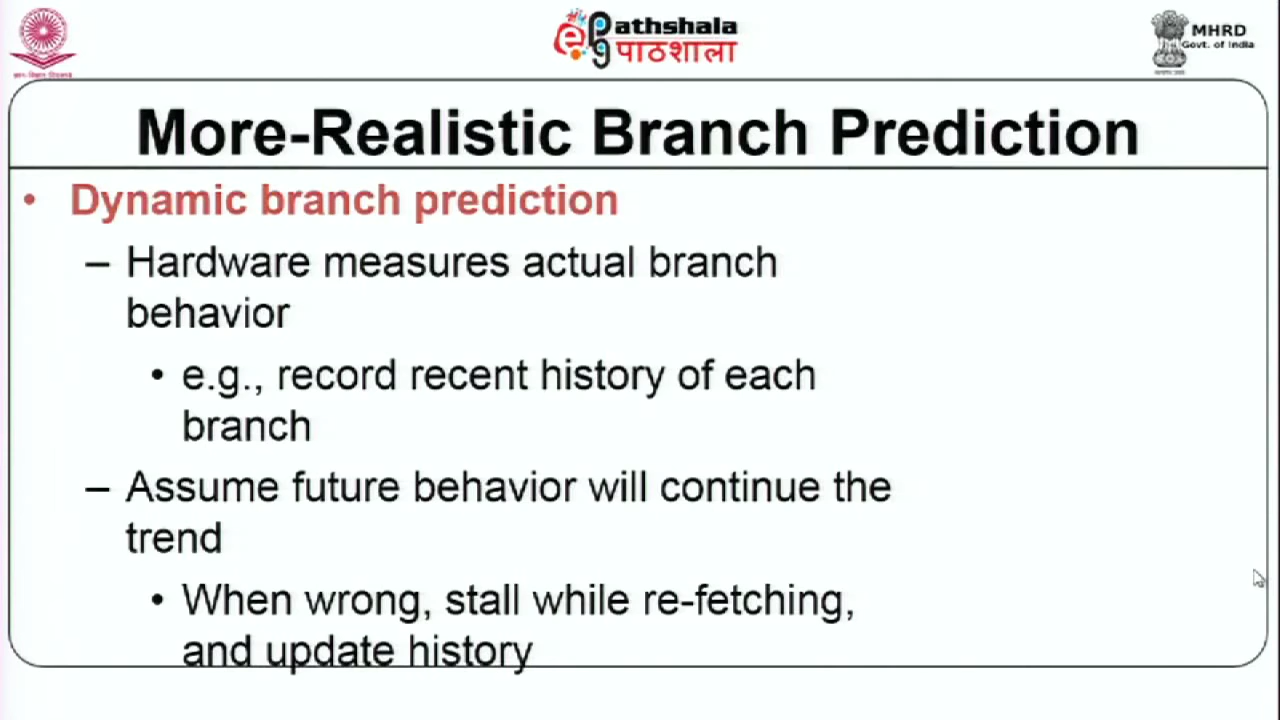 ePathshala
पाठशाला
MHRD
Govt. of India
More-Realistic Branch Prediction
• Dynamic branch prediction
– Hardware measures actual branch
behavior
• e.g., record recent history of each
branch
– Assume future behavior will continue the
trend
• When wrong, stall while re-fetching,
and update history